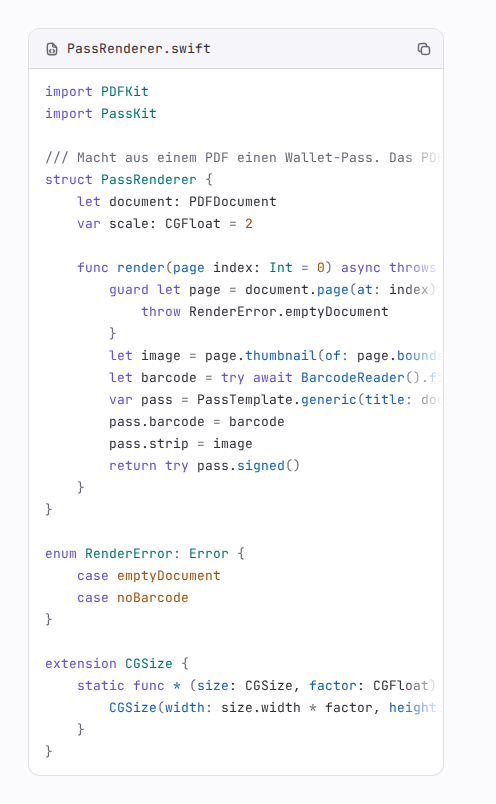 PassRenderer.swift
import PDFKit
import PassKit
/// Macht aus einem PDF einen Wallet-Pass. Das PDF
struct PassRenderer {
    let document: PDFDocument
    var scale: CGFloat = 2
    func render(page index: Int = 0) async throws
        guard let page = document.page(at: index)
            throw RenderError.emptyDocument
        }
        let image = page.thumbnail(of: page.bounds
        let barcode = try await BarcodeReader().fi
        var pass = PassTemplate.generic(title: doc
        pass.barcode = barcode
        pass.strip = image
        return try pass.signed()
    }
}
enum RenderError: Error {
    case emptyDocument
    case noBarcode
}
extension CGSize {
    static func * (size: CGSize, factor: CGFloat)
        CGSize(width: size.width * factor, height
    }
}